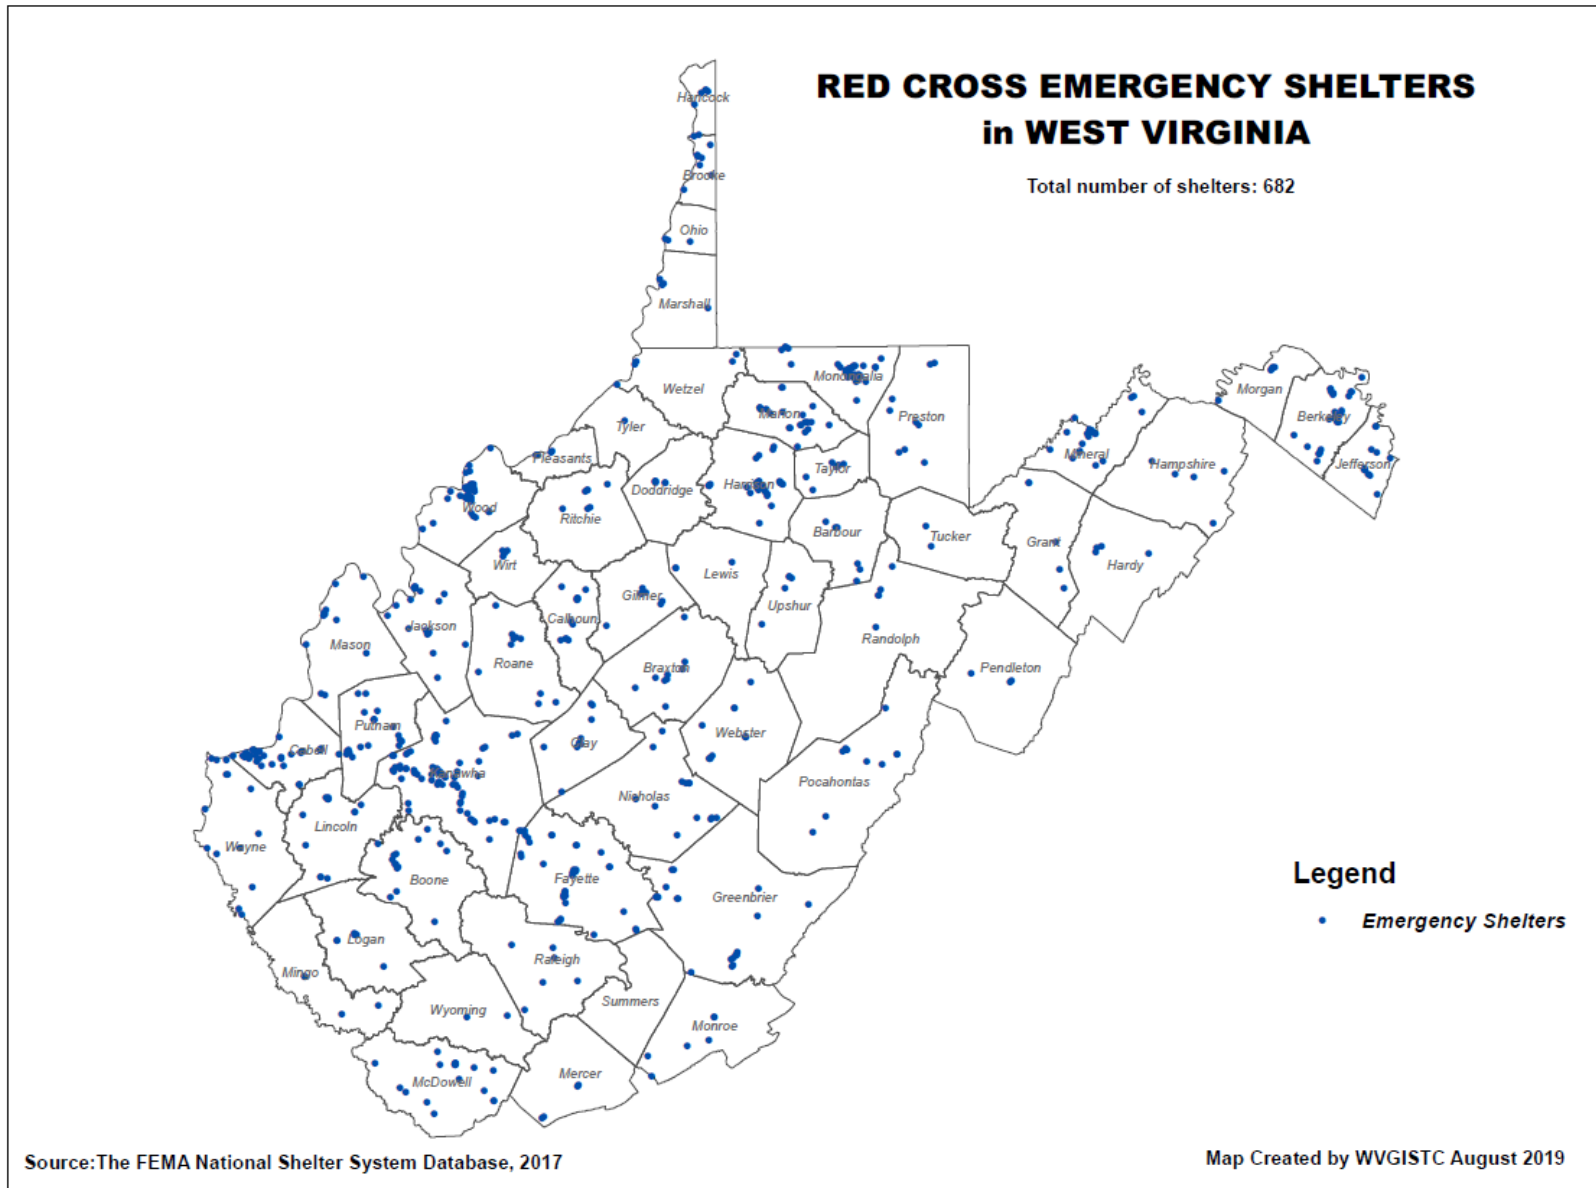 RED CROSS EMERGENCY SHELTERS
in WEST VIRGINIA
Total number of shelters: 682
Hancock
Brooke
Ohio
Marshall
Wetzel
Monongalia
Marion
Preston
Morgan
Berkeley
Jefferson
Tyler
Pleasants
Mineral
Hampshire
Doddridge
Harrison
Taylor
Wood
Ritchie
Barbour
Tucker
Grant
Hardy
Wirt
Lewis
Upshur
Gilmer
Calhoun
Jackson
Randolph
Mason
Roane
Braxton
Pendleton
Putnam
Webster
Clay
Cabell
Kanawha
Pocahontas
Nicholas
Lincoln
Wayne
Boone
Fayette
Greenbrier
Logan
Raleigh
Mingo
Summers
Wyoming
Monroe
McDowell
Mercer
Legend
Emergency Shelters
Source:The FEMA National Shelter System Database, 2017
Map Created by WVGISTC August 2019